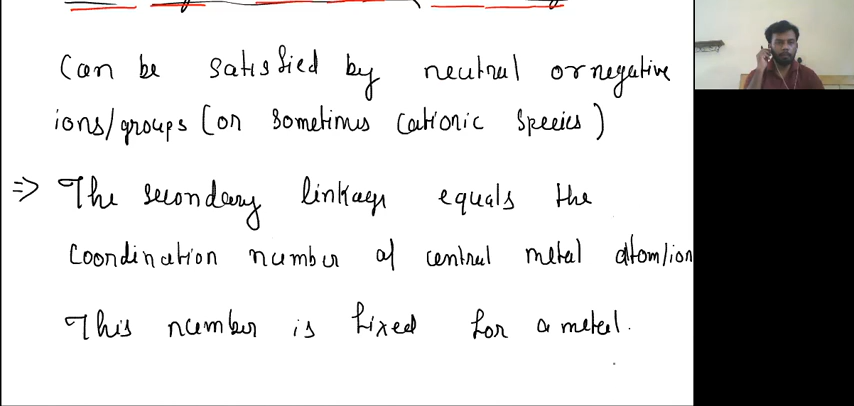 Can be satisfied by neutral or negative
ions/groups (or sometimes cationic species)
⇒ The secondary linkage equals the
coordination number of central metal atom/ion
This number is fixed for a metal.